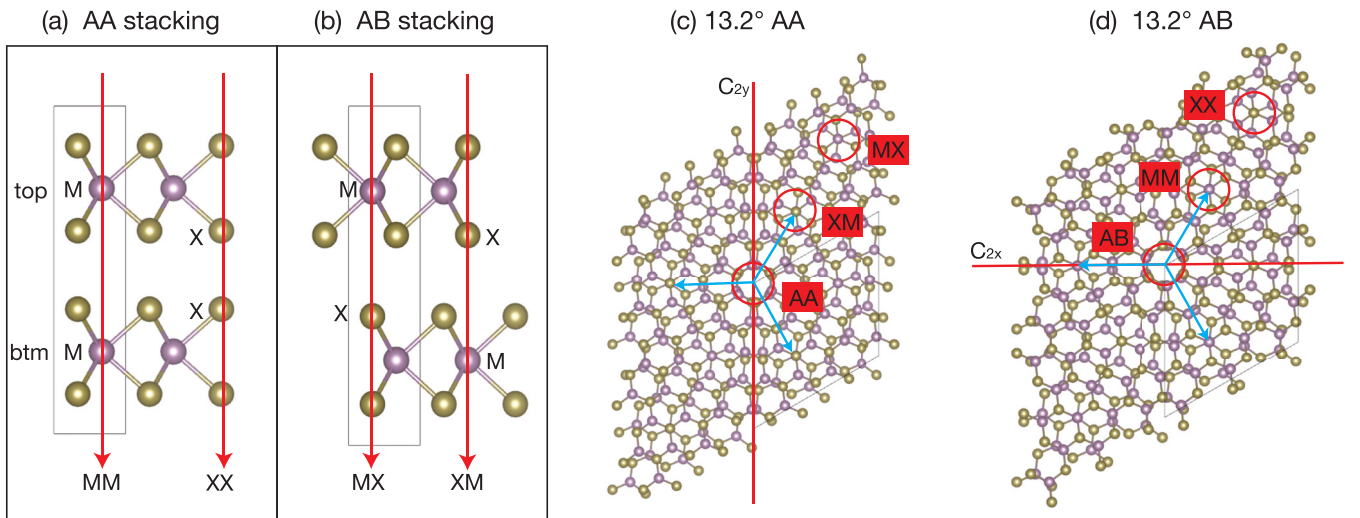 (a) AA stacking
(b) AB stacking
(c) 13.2° AA
(d) 13.2° AB
top
M
X
X
btm
M
MM
XX
M
X
X
M
MX
XM
C2y
MX
XM
AA
XX
MM
AB
C2x